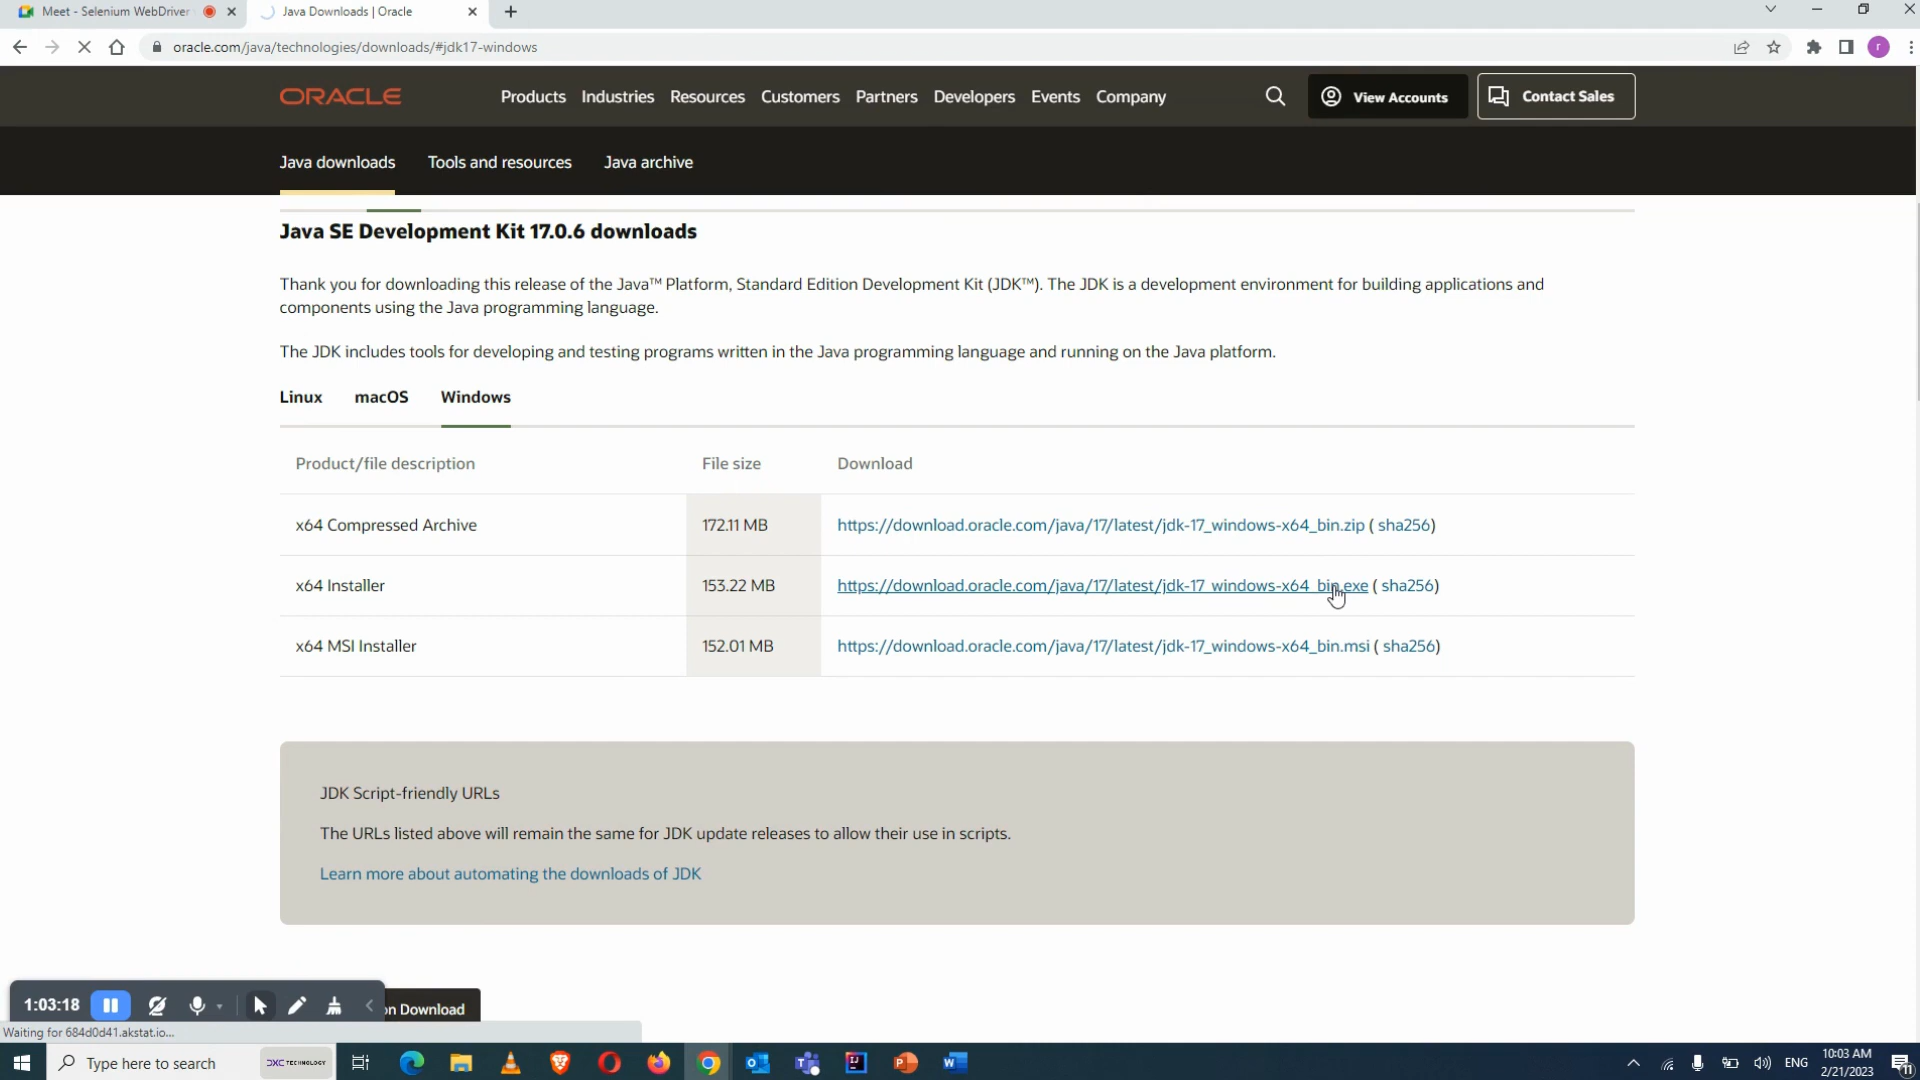 Meet - Selenium WebDriver
Java Downloads | Oracle
oracle.com/java/technologies/downloads/#jdk17-windows
r
ORACLE
Products Industries Resources Customers Partners Developers Events Company
View Accounts
Contact Sales
Java downloads Tools and resources Java archive
Java SE Development Kit 17.0.6 downloads
Thank you for downloading this release of the Java™ Platform, Standard Edition Development Kit (JDK™). The JDK is a development environment for building applications and
components using the Java programming language.
The JDK includes tools for developing and testing programs written in the Java programming language and running on the Java platform.
Linux macOS Windows
Product/file description File size Download
x64 Compressed Archive 172.11 MB https://download.oracle.com/java/17/latest/jdk-17_windows-x64_bin.zip ( sha256)
x64 Installer 153.22 MB https://download.oracle.com/java/17/latest/jdk-17_windows-x64_bin.exe ( sha256)
x64 MSI Installer 152.01 MB https://download.oracle.com/java/17/latest/jdk-17_windows-x64_bin.msi ( sha256)
JDK Script-friendly URLs
The URLs listed above will remain the same for JDK update releases to allow their use in scripts.
Learn more about automating the downloads of JDK
1:03:18
on Download
Waiting for 684d0d41.akstat.io...
Type here to search
DXC TECHNOLOGY
ENG
10:03 AM
2/21/2023
11